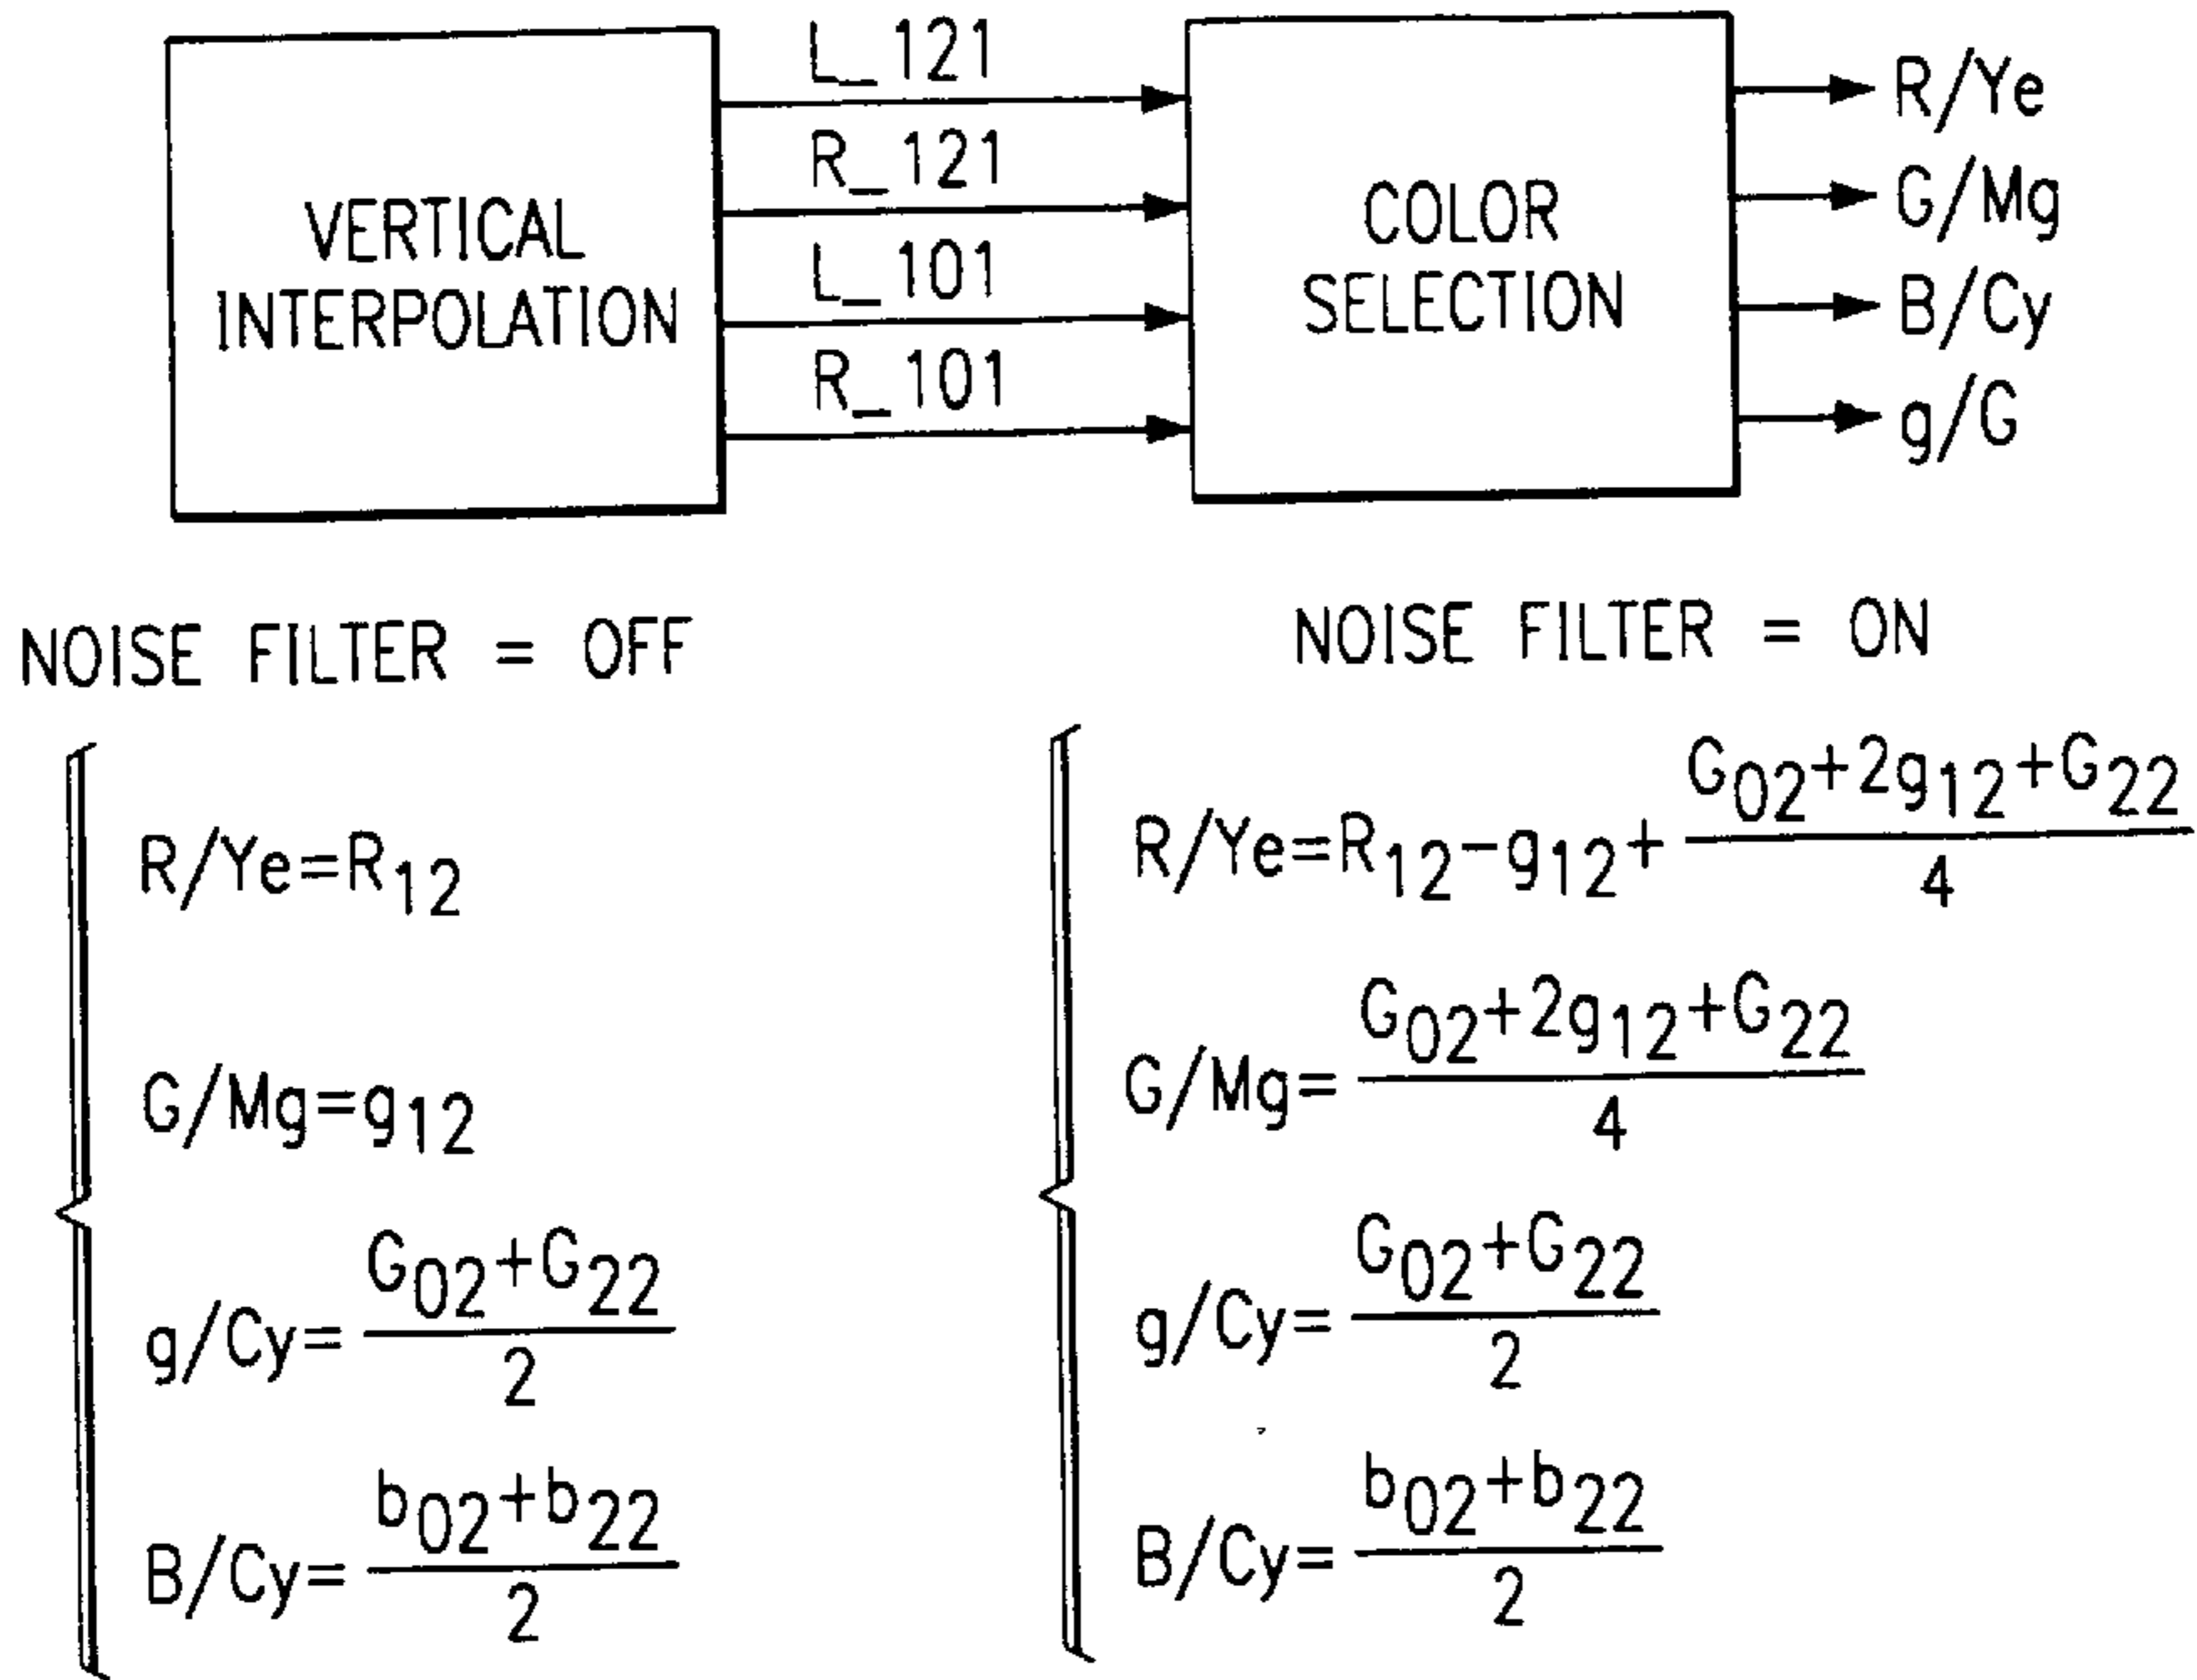 VERTICAL
INTERPOLATION
L_121
R_121
L_101
R_101
COLOR
SELECTION
R/Ye
G/Mg
B/Cy
g/G
NOISE FILTER = OFF
R/Ye=R12
G/Mg=g12
g/Cy=G02+G22/2
B/Cy=b02+b22/2
NOISE FILTER = ON
R/Ye=R12-g12+G02+2g12+G22/4
G/Mg=G02+2g12+G22/4
g/Cy=G02+G22/2
B/Cy=b02+b22/2